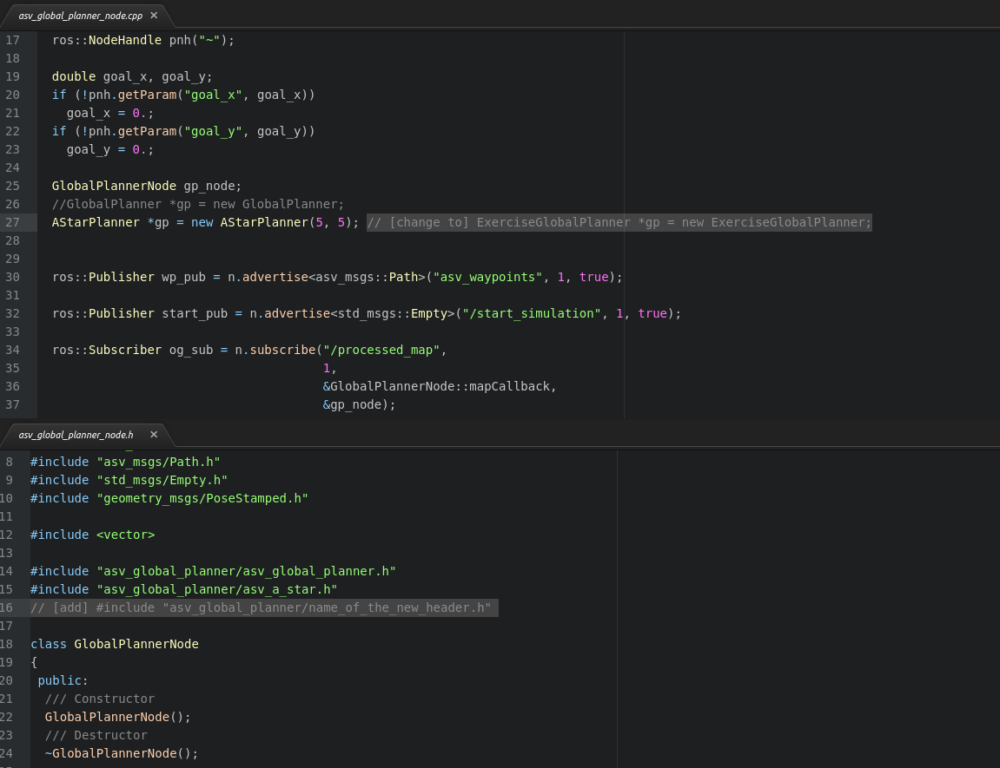 asv_global_planner_node.cpp ×
17 ros::NodeHandle pnh("~");
18
19 double goal_x, goal_y;
20 if (!pnh.getParam("goal_x", goal_x))
21 goal_x = 0.;
22 if (!pnh.getParam("goal_y", goal_y))
23 goal_y = 0.;
24
25 GlobalPlannerNode gp_node;
26 //GlobalPlanner *gp = new GlobalPlanner;
27 AStarPlanner *gp = new AStarPlanner(5, 5); // [change to] ExerciseGlobalPlanner *gp = new ExerciseGlobalPlanner;
28
29
30 ros::Publisher wp_pub = n.advertise<asv_msgs::Path>("asv_waypoints", 1, true);
31
32 ros::Publisher start_pub = n.advertise<std_msgs::Empty>("/start_simulation", 1, true);
33
34 ros::Subscriber og_sub = n.subscribe("/processed_map",
35 1,
36 &GlobalPlannerNode::mapCallback,
37 &gp_node);
asv_global_planner_node.h ×
8 #include "asv_msgs/Path.h"
9 #include "std_msgs/Empty.h"
10 #include "geometry_msgs/PoseStamped.h"
11
12 #include <vector>
13
14 #include "asv_global_planner/asv_global_planner.h"
15 #include "asv_global_planner/asv_a_star.h"
16 // [add] #include "asv_global_planner/name_of_the_new_header.h"
17
18 class GlobalPlannerNode
19 {
20 public:
21 /// Constructor
22 GlobalPlannerNode();
23 /// Destructor
24 ~GlobalPlannerNode();